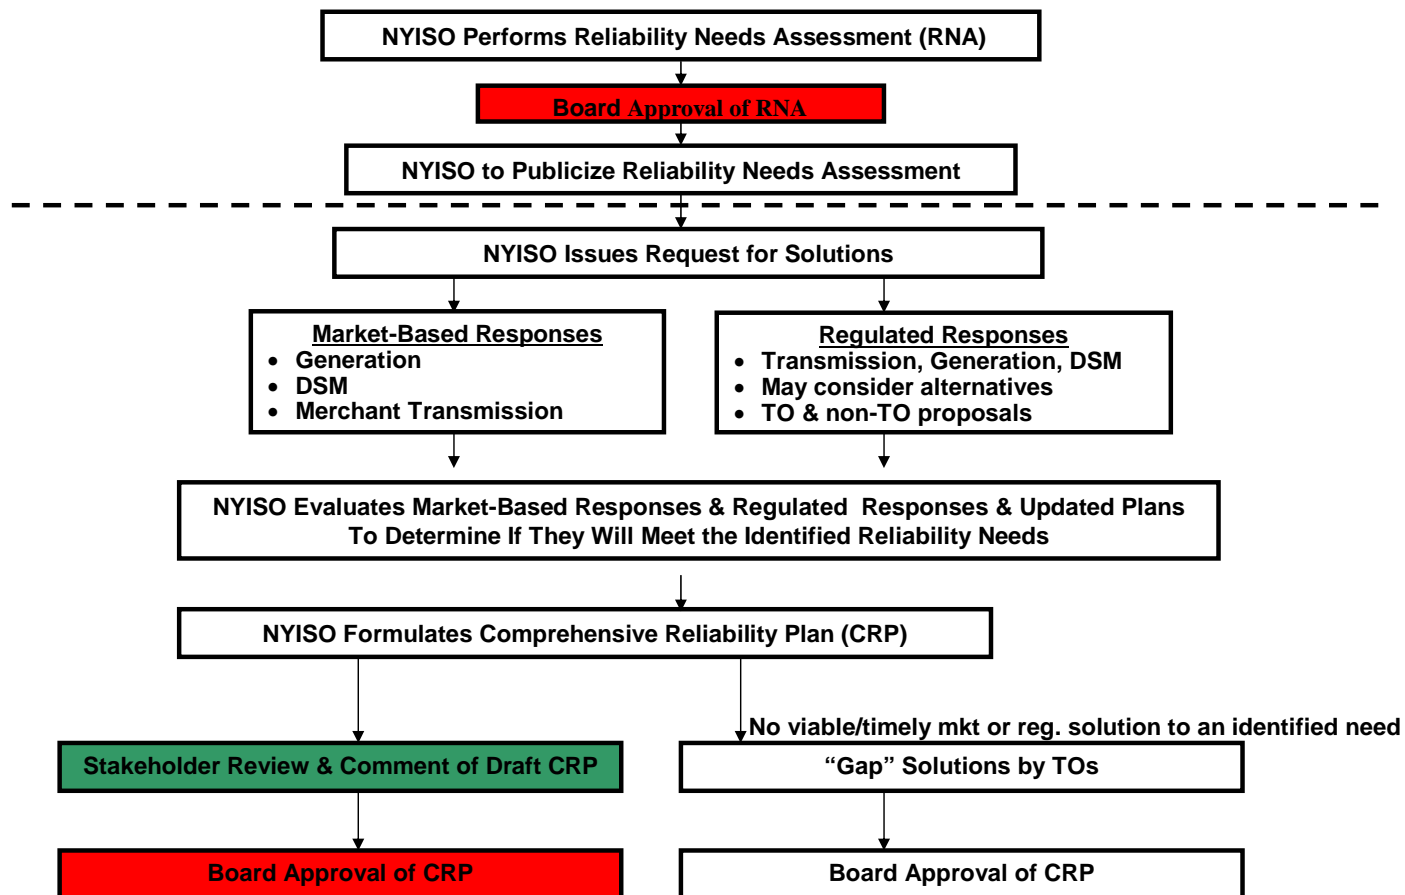 NYISO Performs Reliability Needs Assessment (RNA)
Board Approval of RNA
NYISO to Publicize Reliability Needs Assessment
NYISO Issues Request for Solutions
Market-Based Responses
• Generation
• DSM
• Merchant Transmission
Regulated Responses
• Transmission, Generation, DSM
• May consider alternatives
• TO & non-TO proposals
NYISO Evaluates Market-Based Responses & Regulated Responses & Updated Plans
To Determine If They Will Meet the Identified Reliability Needs
NYISO Formulates Comprehensive Reliability Plan (CRP)
No viable/timely mkt or reg. solution to an identified need
Stakeholder Review & Comment of Draft CRP
“Gap” Solutions by TOs
Board Approval of CRP
Board Approval of CRP